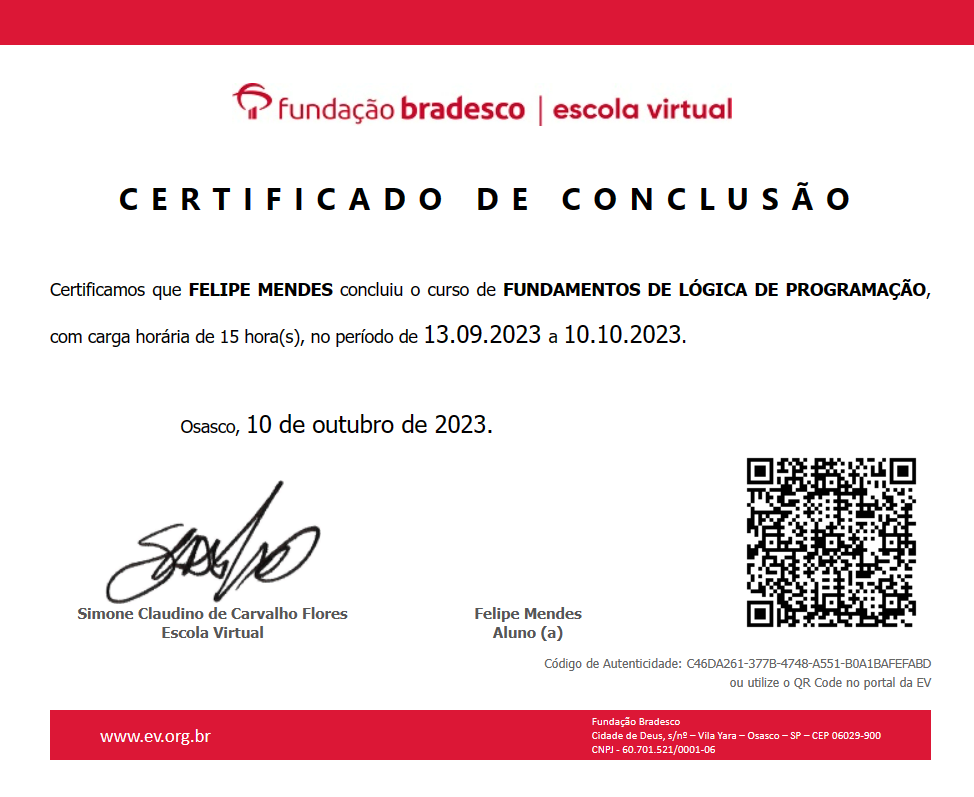 fundação bradesco | escola virtual
CERTIFICADO DE CONCLUSÃO
Certificamos que FELIPE MENDES concluiu o curso de FUNDAMENTOS DE LÓGICA DE PROGRAMAÇÃO,
com carga horária de 15 hora(s), no período de 13.09.2023 a 10.10.2023.
Osasco, 10 de outubro de 2023.
Simone Claudino de Carvalho Flores
Escola Virtual
Felipe Mendes
Aluno (a)
Código de Autenticidade: C46DA261-377B-4748-A551-B0A1BAFEFABD
ou utilize o QR Code no portal da EV
www.ev.org.br
Fundação Bradesco
Cidade de Deus, s/nº – Vila Yara – Osasco – SP – CEP 06029-900
CNPJ - 60.701.521/0001-06